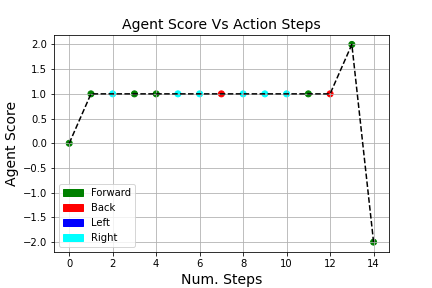 Agent Score Vs Action Steps
Agent Score
2.0
1.5
1.0
0.5
0.0
−0.5
−1.0
−1.5
−2.0
Forward
Back
Left
Right
0 2 4 6 8 10 12 14
Num. Steps